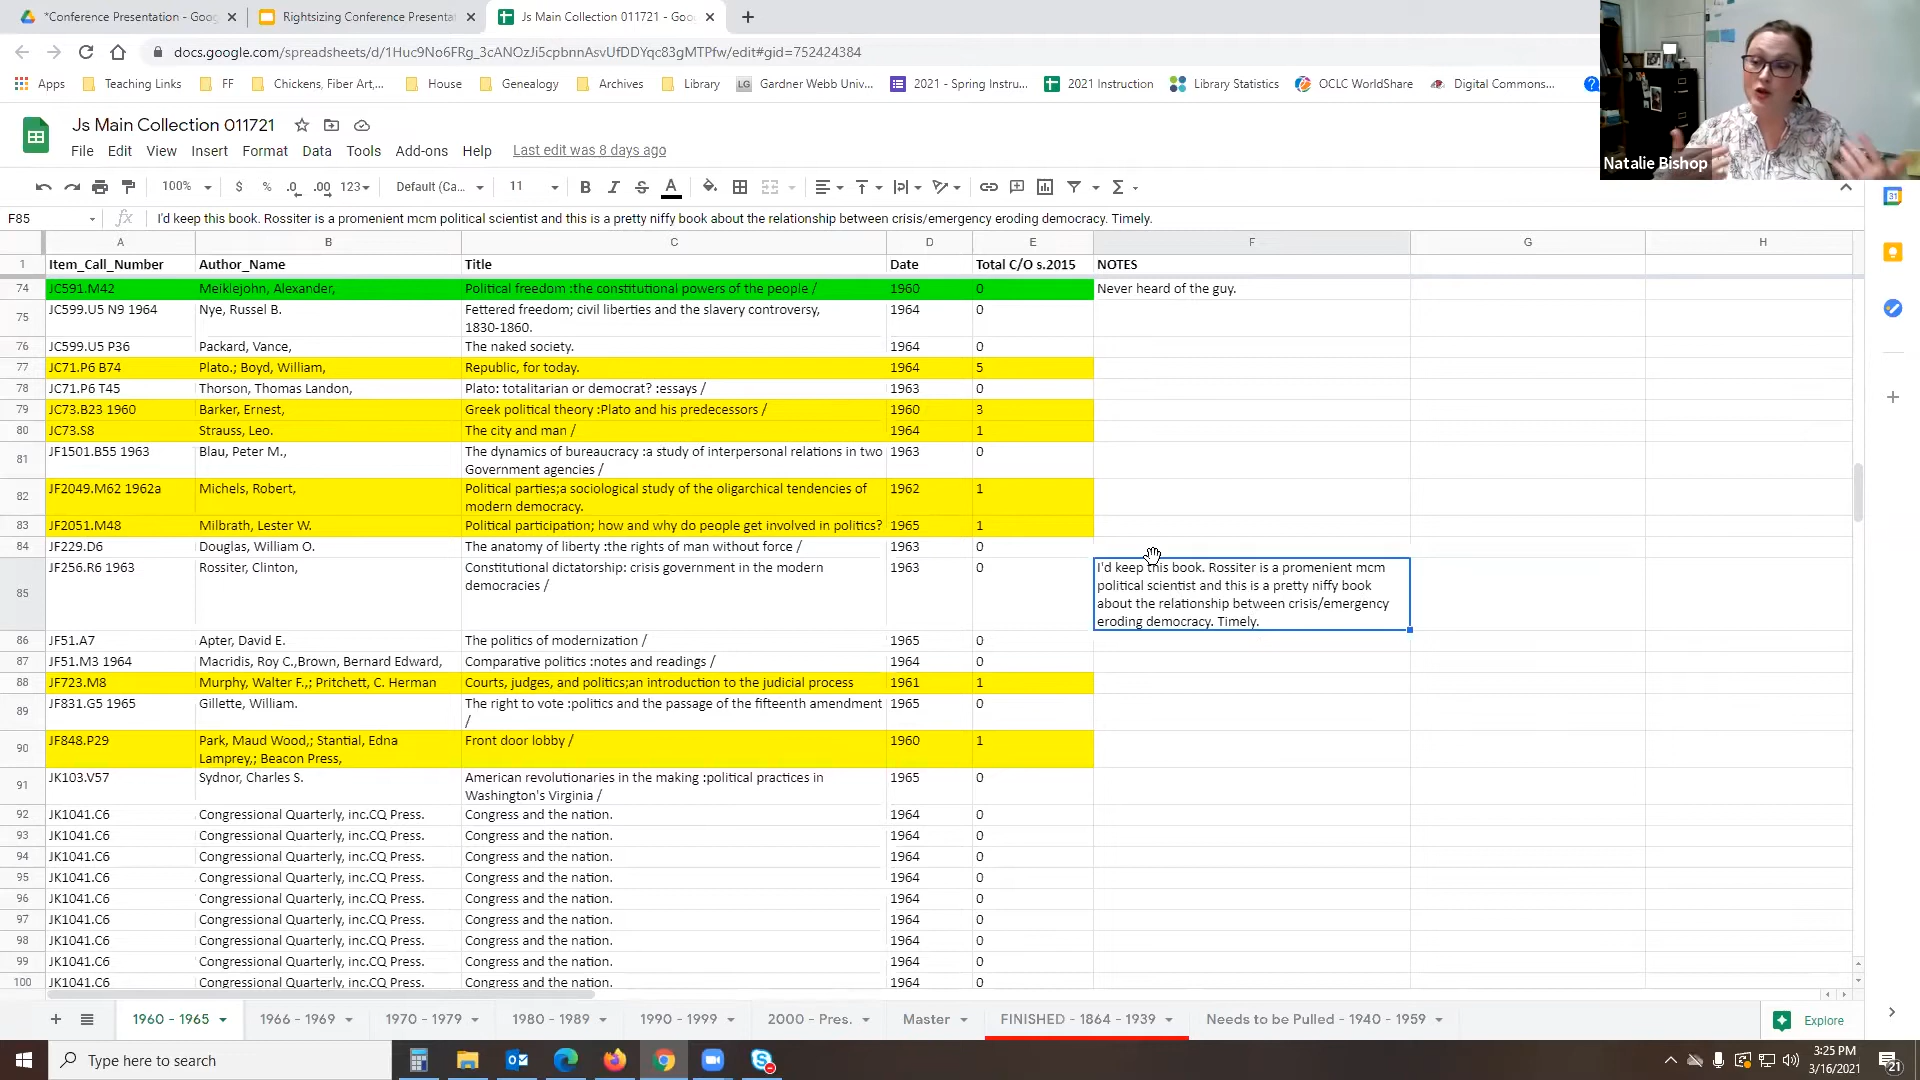 *Conference Presentation - Goog
Rightsizing Conference Presentat
Js Main Collection 011721 - Goo
docs.google.com/spreadsheets/d/1Huc9No6FRg_3cANOzJi5cpbnnAsvUfDDYqc83gMTPfw/edit#gid=752424384
Apps Teaching Links FF Chickens, Fiber Art,... House Genealogy Archives Library LG Gardner Webb Univ... 2021 - Spring Instru... 2021 Instruction Library Statistics OCLC WorldShare Digital Commons...
Natalie Bishop
Js Main Collection 011721
File Edit View Insert Format Data Tools Add-ons Help Last edit was 8 days ago
100% $ % .0 .00 123 Default (Ca... 11 B I S A
F85 fx I'd keep this book. Rossiter is a promenient mcm political scientist and this is a pretty niffy book about the relationship between crisis/emergency eroding democracy. Timely.
A B C D E F G H
1 Item_Call_Number Author_Name Title Date Total C/O s.2015 NOTES
74 JC591.M42 Meiklejohn, Alexander, Political freedom :the constitutional powers of the people / 1960 0 Never heard of the guy.
75 JC599.U5 N9 1964 Nye, Russel B. Fettered freedom; civil liberties and the slavery controversy, 1964 0
1830-1860.
76 JC599.U5 P36 Packard, Vance, The naked society. 1964 0
77 JC71.P6 B74 Plato.; Boyd, William, Republic, for today. 1964 5
78 JC71.P6 T45 Thorson, Thomas Landon, Plato: totalitarian or democrat? :essays / 1963 0
79 JC73.B23 1960 Barker, Ernest, Greek political theory :Plato and his predecessors / 1960 3
80 JC73.S8 Strauss, Leo. The city and man / 1964 1
81 JF1501.B55 1963 Blau, Peter M., The dynamics of bureaucracy :a study of interpersonal relations in two 1963 0
Government agencies /
82 JF2049.M62 1962a Michels, Robert, Political parties;a sociological study of the oligarchical tendencies of 1962 1
modern democracy.
83 JF2051.M48 Milbrath, Lester W. Political participation; how and why do people get involved in politics? 1965 1
84 JF229.D6 Douglas, William O. The anatomy of liberty :the rights of man without force / 1963 0
85 JF256.R6 1963 Rossiter, Clinton, Constitutional dictatorship: crisis government in the modern 1963 0 I'd keep this book. Rossiter is a promenient mcm
democracies / political scientist and this is a pretty niffy book
about the relationship between crisis/emergency
eroding democracy. Timely.
86 JF51.A7 Apter, David E. The politics of modernization / 1965 0
87 JF51.M3 1964 Macridis, Roy C.,Brown, Bernard Edward, Comparative politics :notes and readings / 1964 0
88 JF723.M8 Murphy, Walter F.,; Pritchett, C. Herman Courts, judges, and politics;an introduction to the judicial process 1961 1
89 JF831.G5 1965 Gillette, William. The right to vote :politics and the passage of the fifteenth amendment 1965 0
/
90 JF848.P29 Park, Maud Wood,; Stantial, Edna Front door lobby / 1960 1
Lamprey,; Beacon Press,
91 JK103.V57 Sydnor, Charles S. American revolutionaries in the making :political practices in 1965 0
Washington's Virginia /
92 JK1041.C6 Congressional Quarterly, inc.CQ Press. Congress and the nation. 1964 0
93 JK1041.C6 Congressional Quarterly, inc.CQ Press. Congress and the nation. 1964 0
94 JK1041.C6 Congressional Quarterly, inc.CQ Press. Congress and the nation. 1964 0
95 JK1041.C6 Congressional Quarterly, inc.CQ Press. Congress and the nation. 1964 0
96 JK1041.C6 Congressional Quarterly, inc.CQ Press. Congress and the nation. 1964 0
97 JK1041.C6 Congressional Quarterly, inc.CQ Press. Congress and the nation. 1964 0
98 JK1041.C6 Congressional Quarterly, inc.CQ Press. Congress and the nation. 1964 0
99 JK1041.C6 Congressional Quarterly, inc.CQ Press. Congress and the nation. 1964 0
100 JK1041.C6 Congressional Quarterly, inc.CQ Press. Congress and the nation. 1964 0
1960 - 1965 1966 - 1969 1970 - 1979 1980 - 1989 1990 - 1999 2000 - Pres. Master FINISHED - 1864 - 1939 Needs to be Pulled - 1940 - 1959 Explore
Type here to search
3:25 PM
3/16/2021
21
31